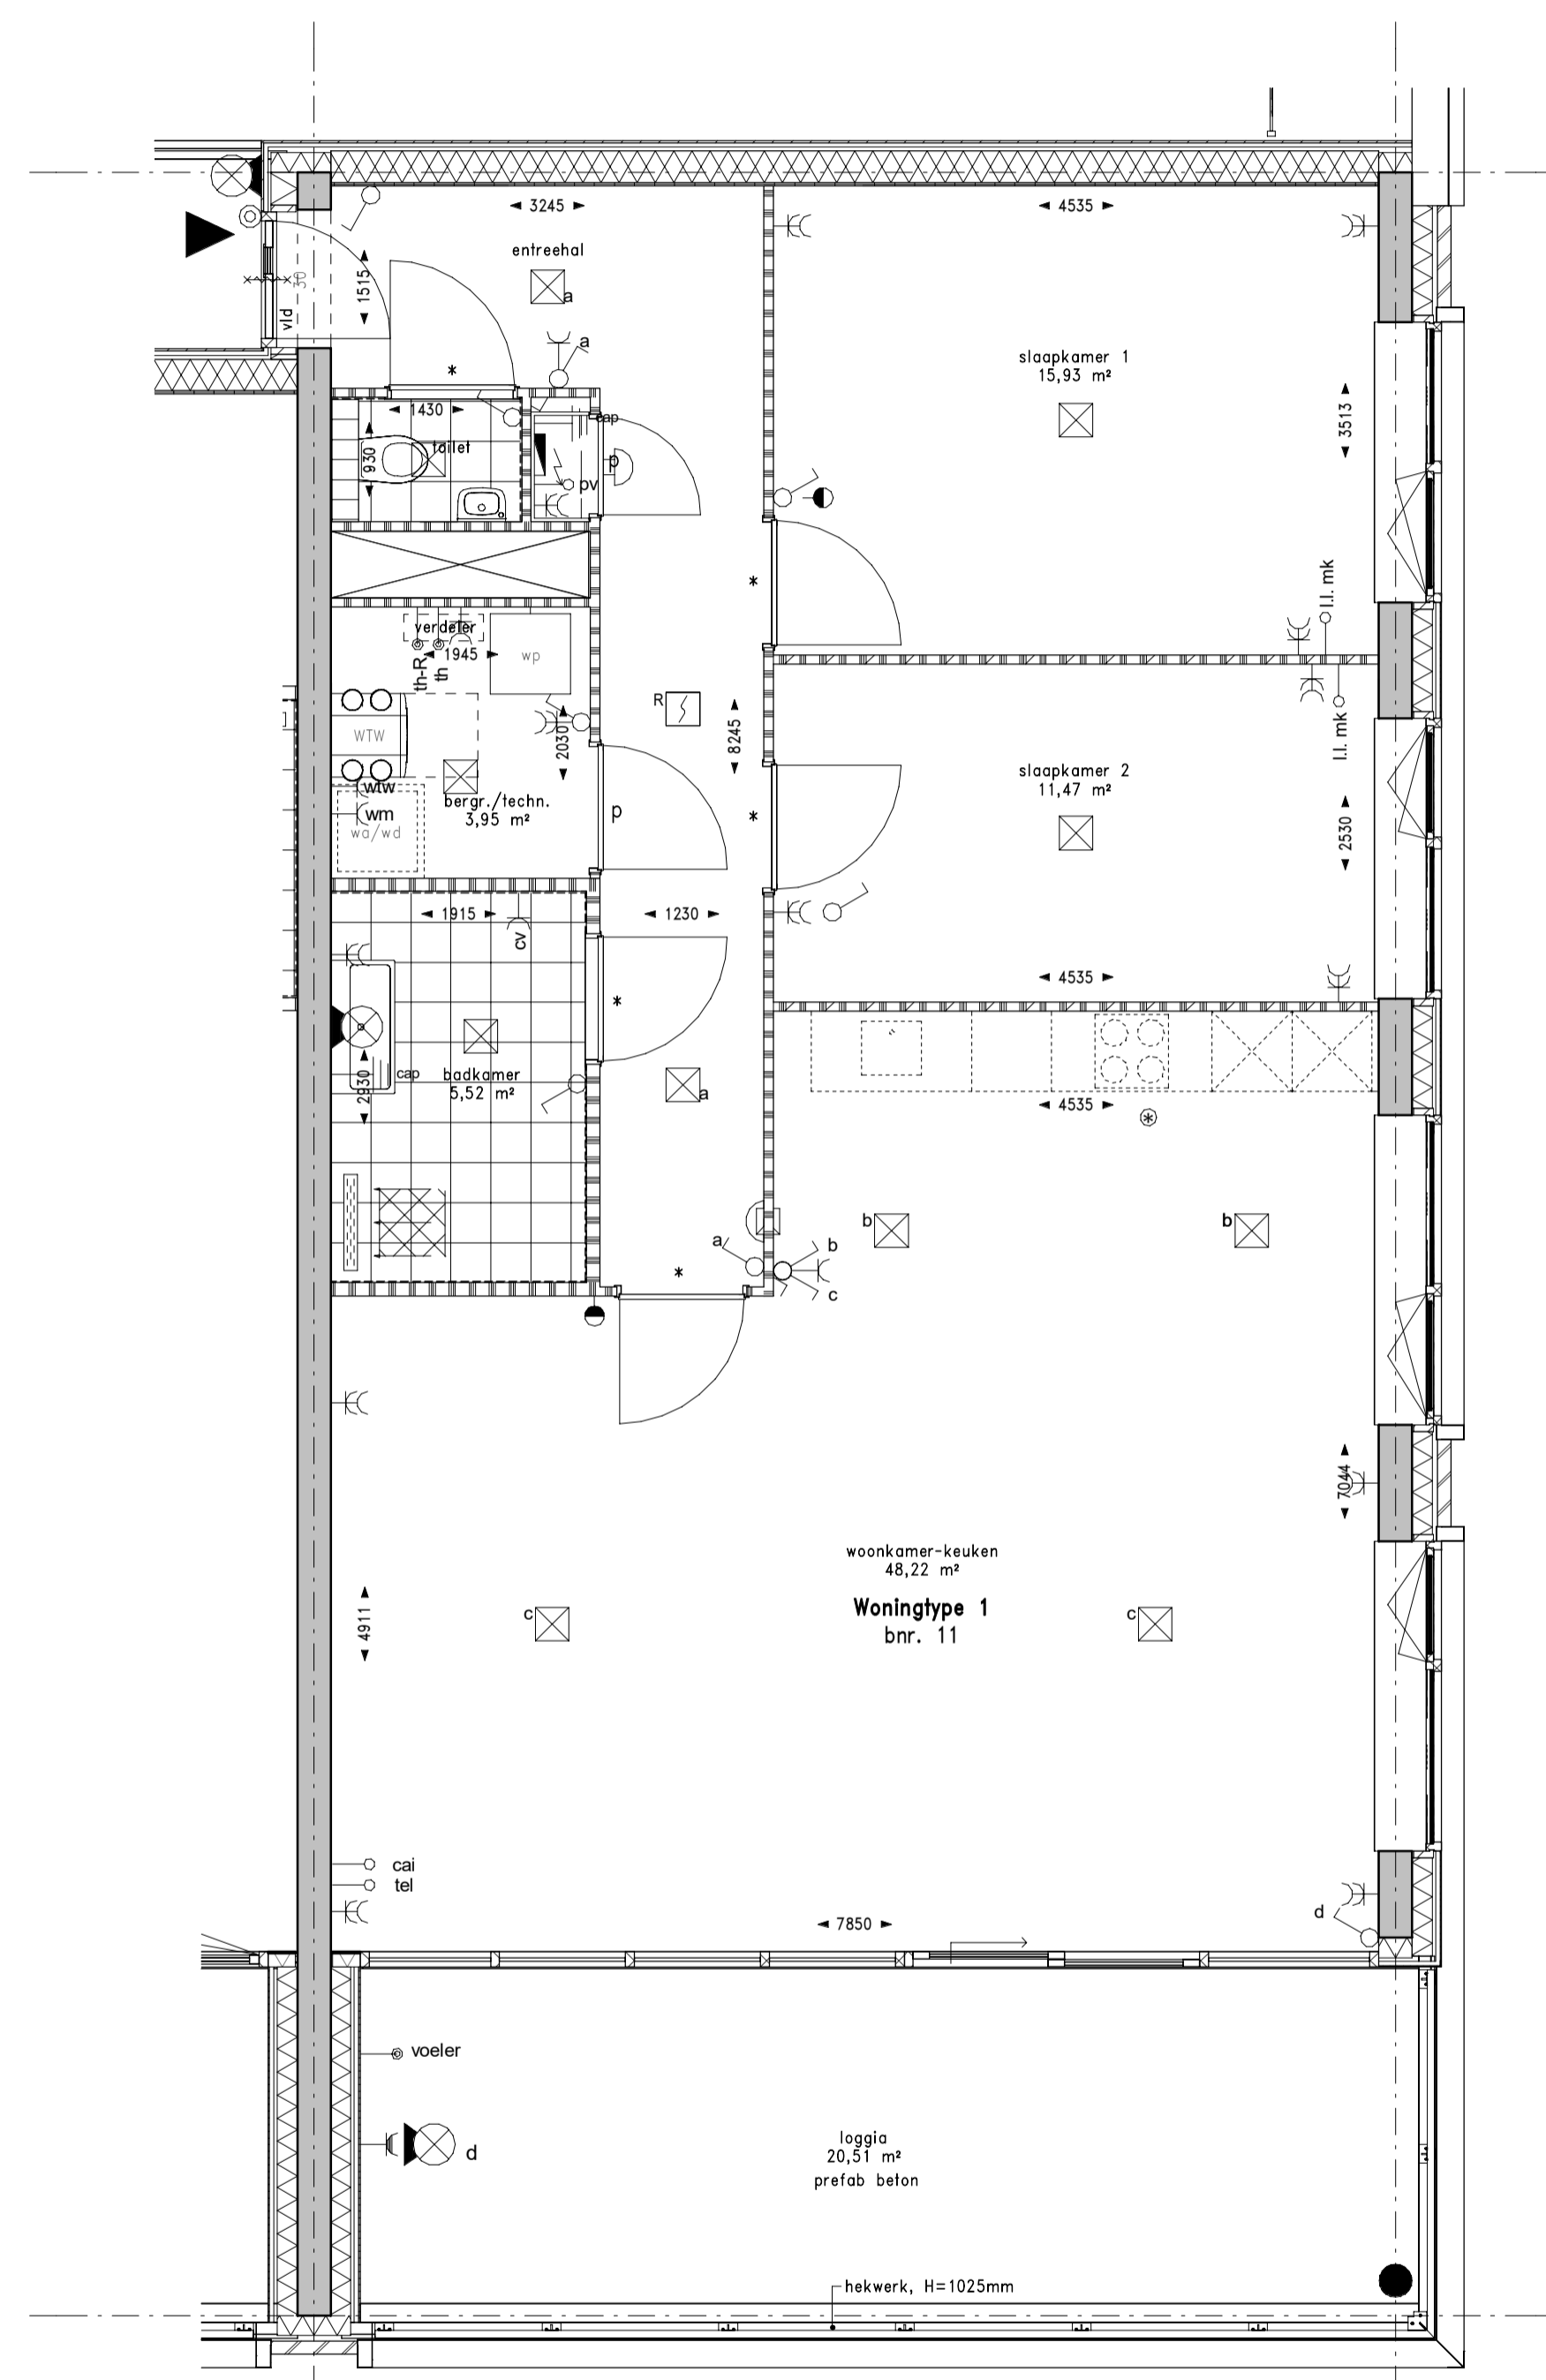 3245
4535
entreehal
1515
30
vld
a
a
slaapkamer 1
15,93 m²
3513
1430
cap
toilet
930
p
pv
*
*
l.l. mk
verdeler
1945
wp
th-R
th
R
WTW
2030
8245
l.l. mk
slaapkamer 2
11,47 m²
wtw
bergr./techn.
3,95 m²
wm
wa/wd
p
*
2530
1915
1230
cv
4535
*
badkamer
5,52 m²
cap
2930
a
4535
*
b
b
a
b
c
*
7044
woonkamer-keuken
48,22 m²
Woningtype 1
bnr. 11
4911
c
c
cai
tel
d
7850
voeler
d
loggia
20,51 m²
prefab beton
hekwerk, H=1025mm